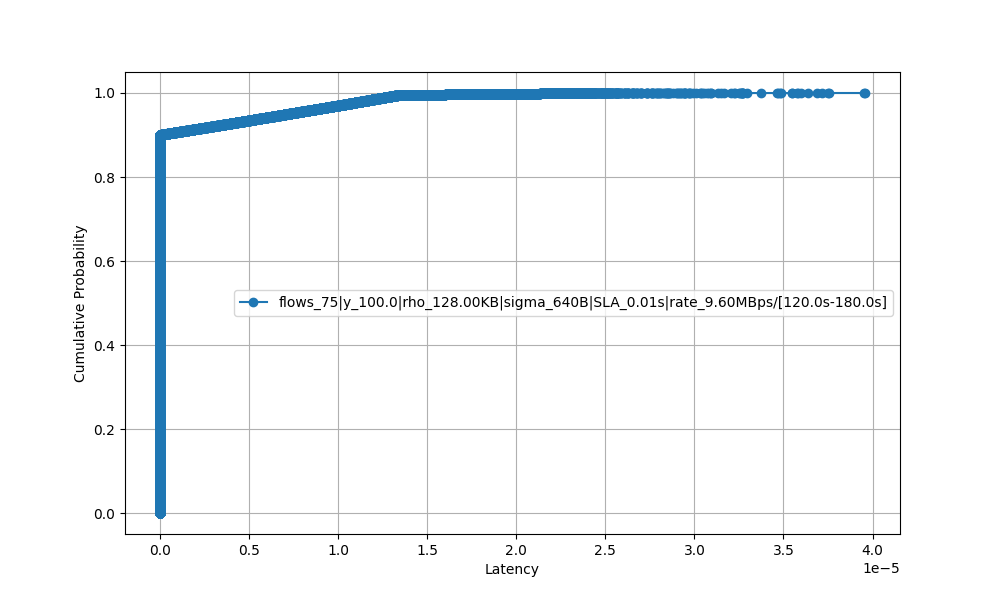 1.0
0.8
0.6
0.4
0.2
0.0
Cumulative Probability
flows_75|y_100.0|rho_128.00KB|sigma_640B|SLA_0.01s|rate_9.60MBps/[120.0s-180.0s]
0.0 0.5 1.0 1.5 2.0 2.5 3.0 3.5 4.0
Latency
1e−5